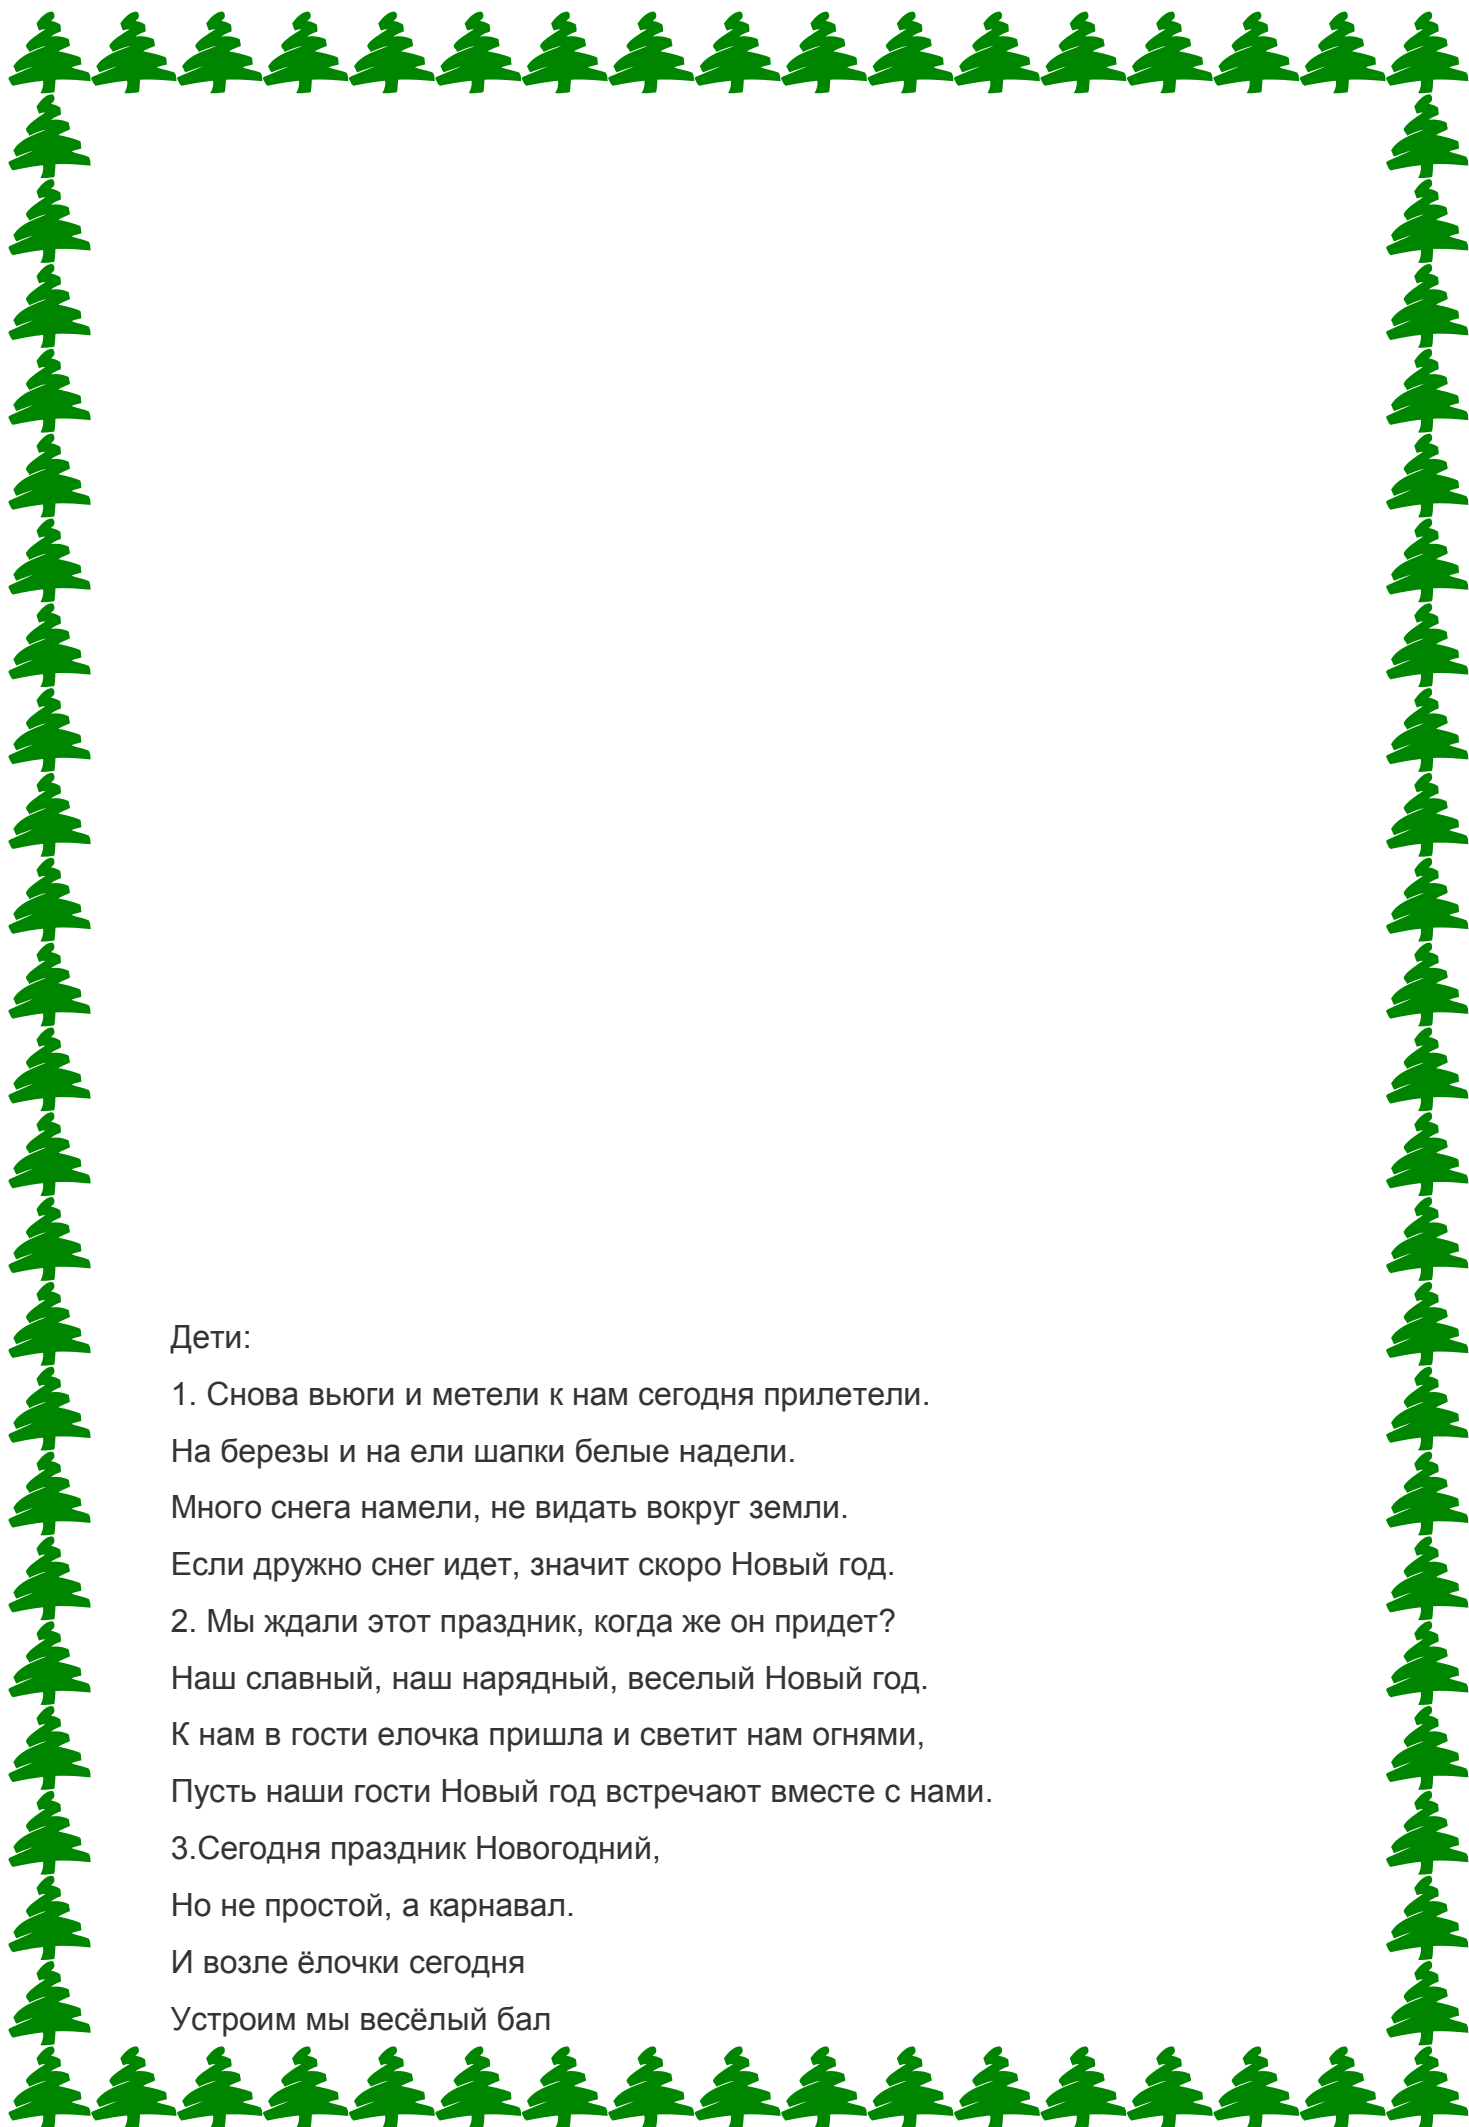 Дети:
1. Снова вьюги и метели к нам сегодня прилетели.
На березы и на ели шапки белые надели.
Много снега намели, не видать вокруг земли.
Если дружно снег идет, значит скоро Новый год.
2. Мы ждали этот праздник, когда же он придет?
Наш славный, наш нарядный, веселый Новый год.
К нам в гости елочка пришла и светит нам огнями,
Пусть наши гости Новый год встречают вместе с нами.
3.Сегодня праздник Новогодний,
Но не простой, а карнавал.
И возле ёлочки сегодня
Устроим мы весёлый бал